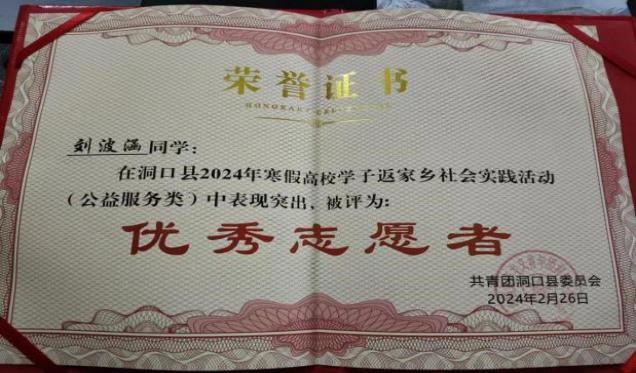 荣誉证书
HONORARY CREDENTIAL
刘波涵同学:
在洞口县2024年寒假高校学子返家乡社会实践活动
(公益服务类)中表现突出,被评为:
优秀志愿者
共青团洞口县委员会
2024年2月26日